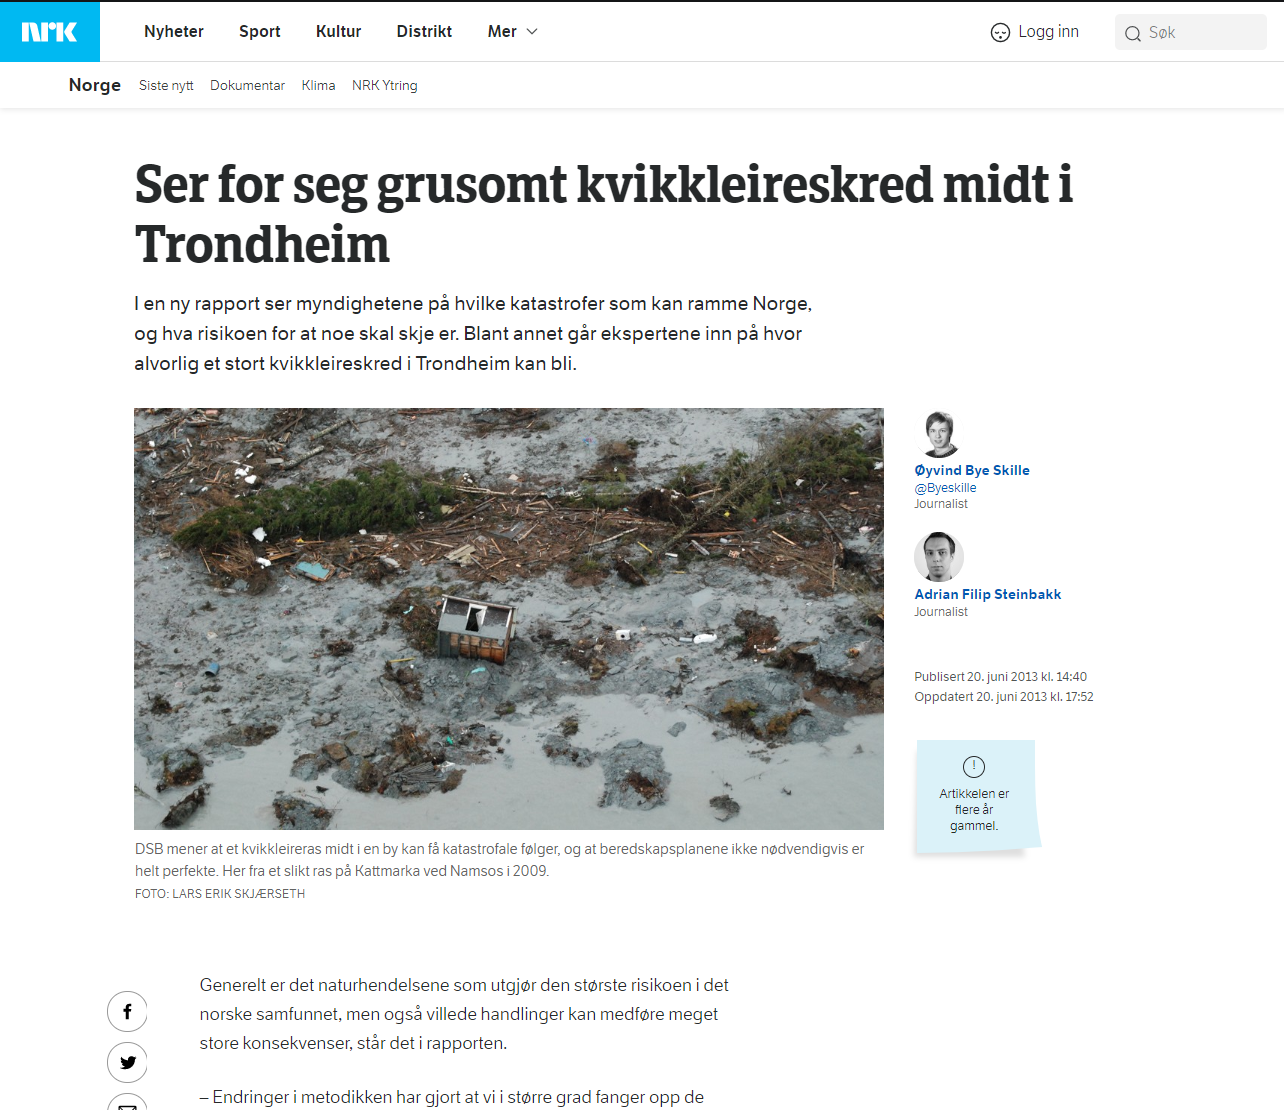 NRK
Nyheter
Sport
Kultur
Distrikt
Mer
Logg inn
Søk
Norge
Siste nytt
Dokumentar
Klima
NRK Ytring
Ser for seg grusomt kvikkleireskred midt i
Trondheim
I en ny rapport ser myndighetene på hvilke katastrofer som kan ramme Norge,
og hva risikoen for at noe skal skje er. Blant annet går ekspertene inn på hvor
alvorlig et stort kvikkleireskred i Trondheim kan bli.
Øyvind Bye Skille
@Byeskille
Journalist
Adrian Filip Steinbakk
Journalist
Publisert 20. juni 2013 kl. 14:40
Oppdatert 20. juni 2013 kl. 17:52
Artikkelen er
flere år
gammel.
DSB mener at et kvikkleireras midt i en by kan få katastrofale følger, og at beredskapsplanene ikke nødvendigvis er
helt perfekte. Her fra et slikt ras på Kattmarka ved Namsos i 2009.
FOTO: LARS ERIK SKJÆRSETH
Generelt er det naturhendelsene som utgjør den største risikoen i det
norske samfunnet, men også villede handlinger kan medføre meget
store konsekvenser, står det i rapporten.
– Endringer i metodikken har gjort at vi i større grad fanger opp de